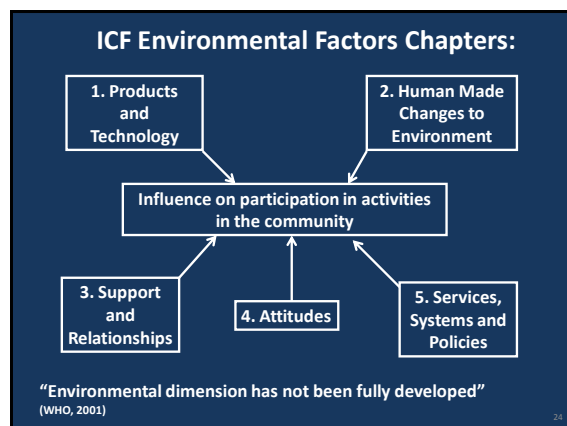 ICF Environmental Factors Chapters:
1. Products
and
Technology
2. Human Made
Changes to
Environment
Influence on participation in activities
in the community
3. Support
and
Relationships
4. Attitudes
5. Services,
Systems and
Policies
“Environmental dimension has not been fully developed”
(WHO, 2001)
24